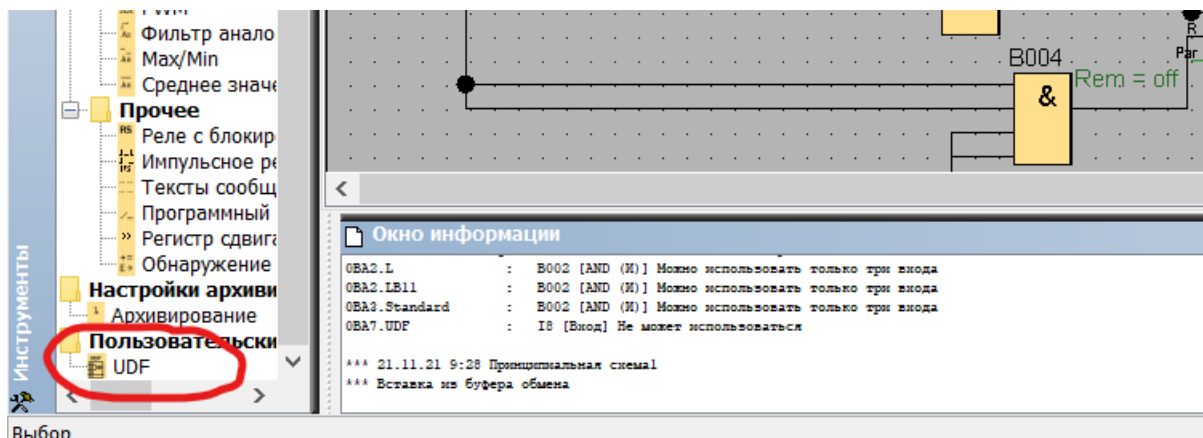 PWM
Фильтр анало
Max/Min
Среднее значе
Прочее
RS Реле с блокир
Импульсное ре
Тексты сообщ
Программный
Регистр сдвига
Обнаружение
Настройки архиви
Архивирование
Пользовательски
UDF
Инструменты
Выбор
B004
&
Rem = off
R
Par
Окно информации
0BA2.L : B002 [AND (И)] Можно использовать только три входа
0BA2.LB11 : B002 [AND (И)] Можно использовать только три входа
0BA3.Standard : B002 [AND (И)] Можно использовать только три входа
0BA7.UDF : I8 [Вход] Не может использоваться
*** 21.11.21 9:28 Принципиальная схема1
*** Вставка из буфера обмена